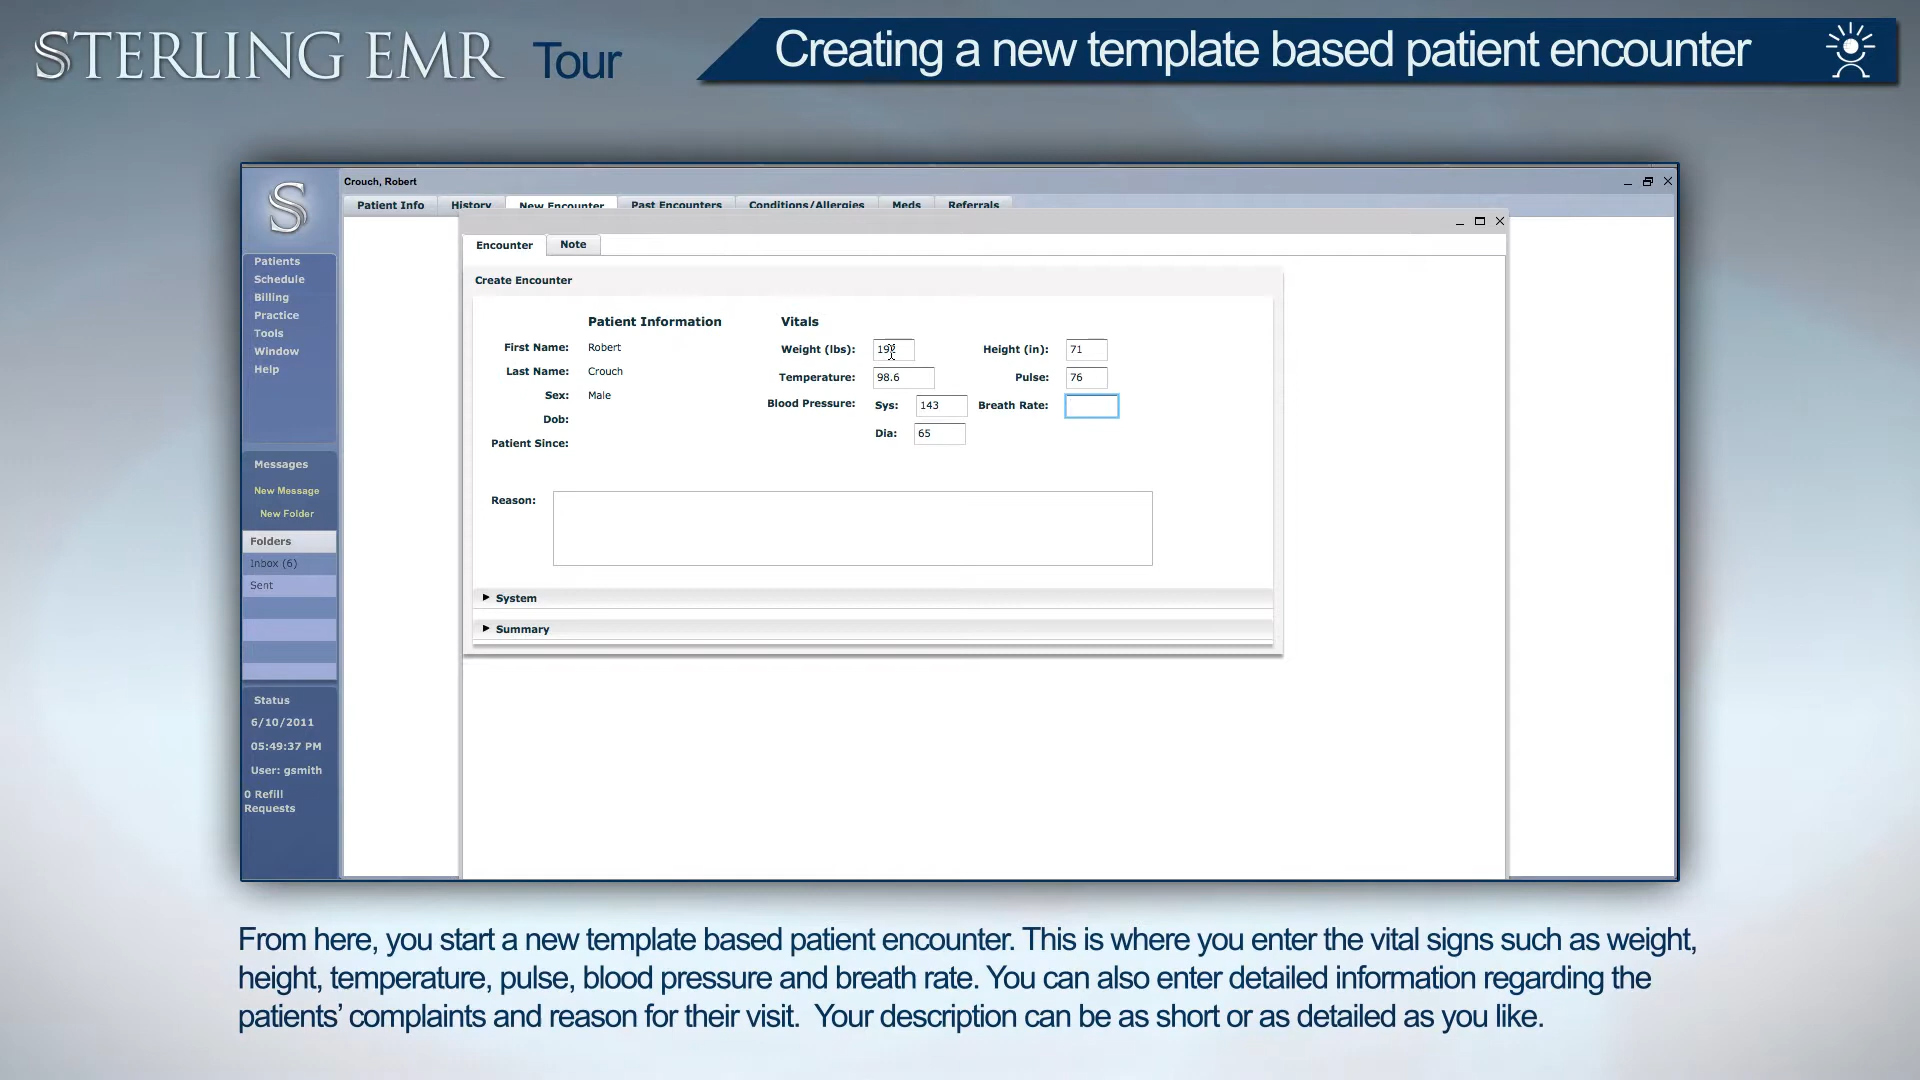 STERLING EMR Tour
Creating a new template based patient encounter
S
Crouch, Robert
Patient Info History New Encounter Past Encounters Conditions/Allergies Meds Referrals
Patients
Schedule
Billing
Practice
Tools
Window
Help
Messages
New Message
New Folder
Folders
Inbox (6)
Sent
Status
6/10/2011
05:49:37 PM
User: gsmith
0 Refill
Requests
Encounter Note
Create Encounter
Patient Information Vitals
First Name: Robert Weight (lbs): Height (in): 71
Last Name: Crouch Temperature: 98.6 Pulse: 76
Sex: Male Blood Pressure: Sys: 143 Breath Rate:
Dob: Dia: 65
Patient Since:
Reason:
System
Summary
From here, you start a new template based patient encounter. This is where you enter the vital signs such as weight,
height, temperature, pulse, blood pressure and breath rate. You can also enter detailed information regarding the
patients’ complaints and reason for their visit.  Your description can be as short or as detailed as you like.